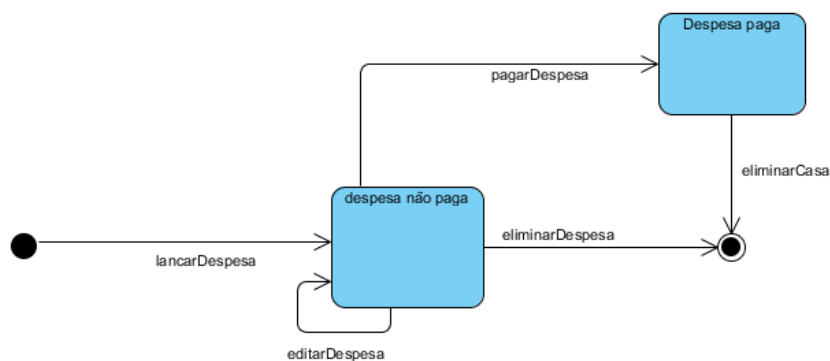 Despesa paga
pagarDespesa
eliminarCasa
despesa não paga
eliminarDespesa
lancarDespesa
editarDespesa